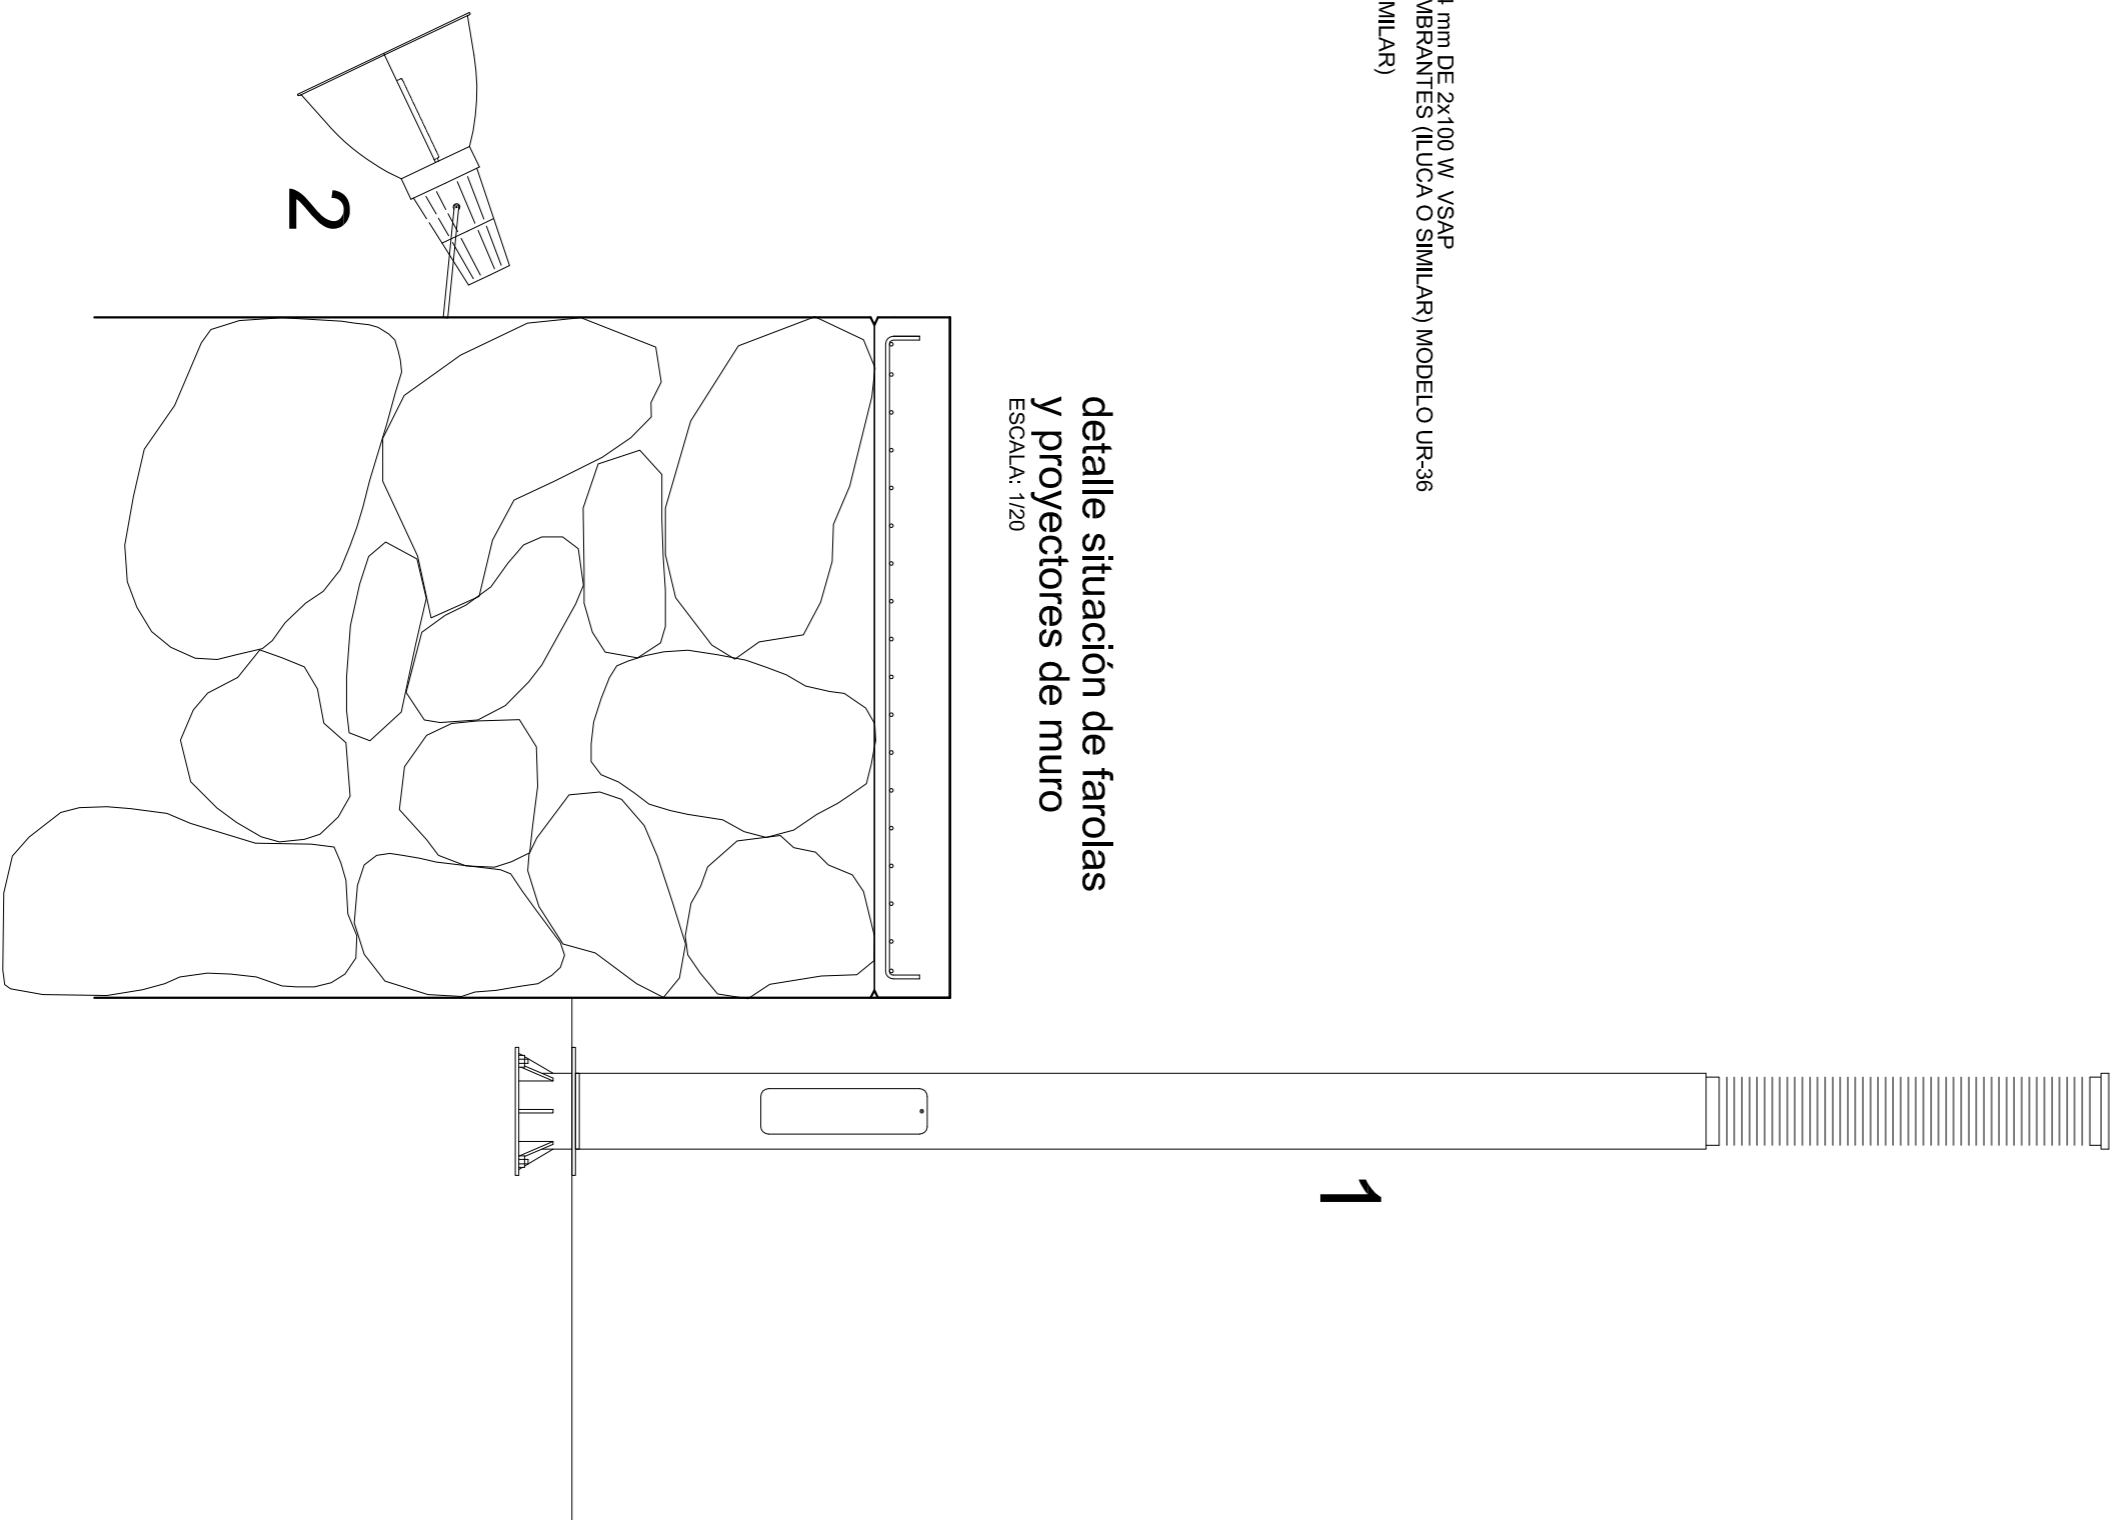 mm DE 2x100 W VSAP
MBRANTES (ILUCA O SIMILAR) MODELO UR-36
MILAR)
detalle situación de farolas
y proyectores de muro
ESCALA: 1/20
1
2